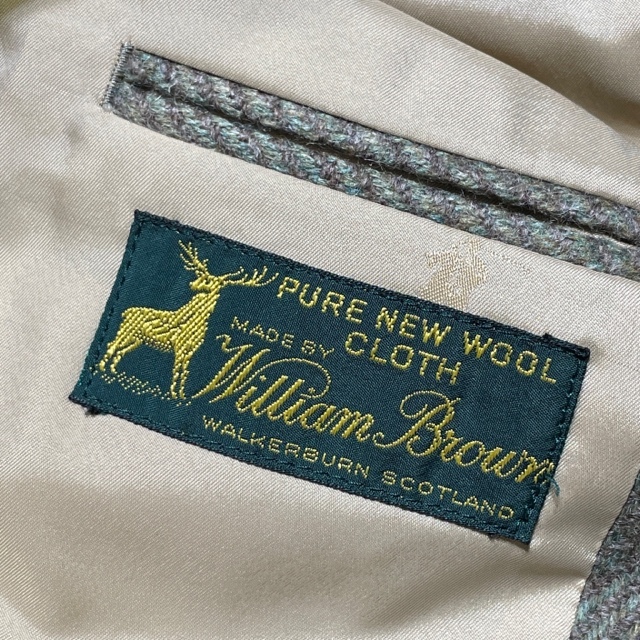 PURE NEW WOOL
CLOTH
MADE BY
William Brown
WALKERBURN SCOTLAND